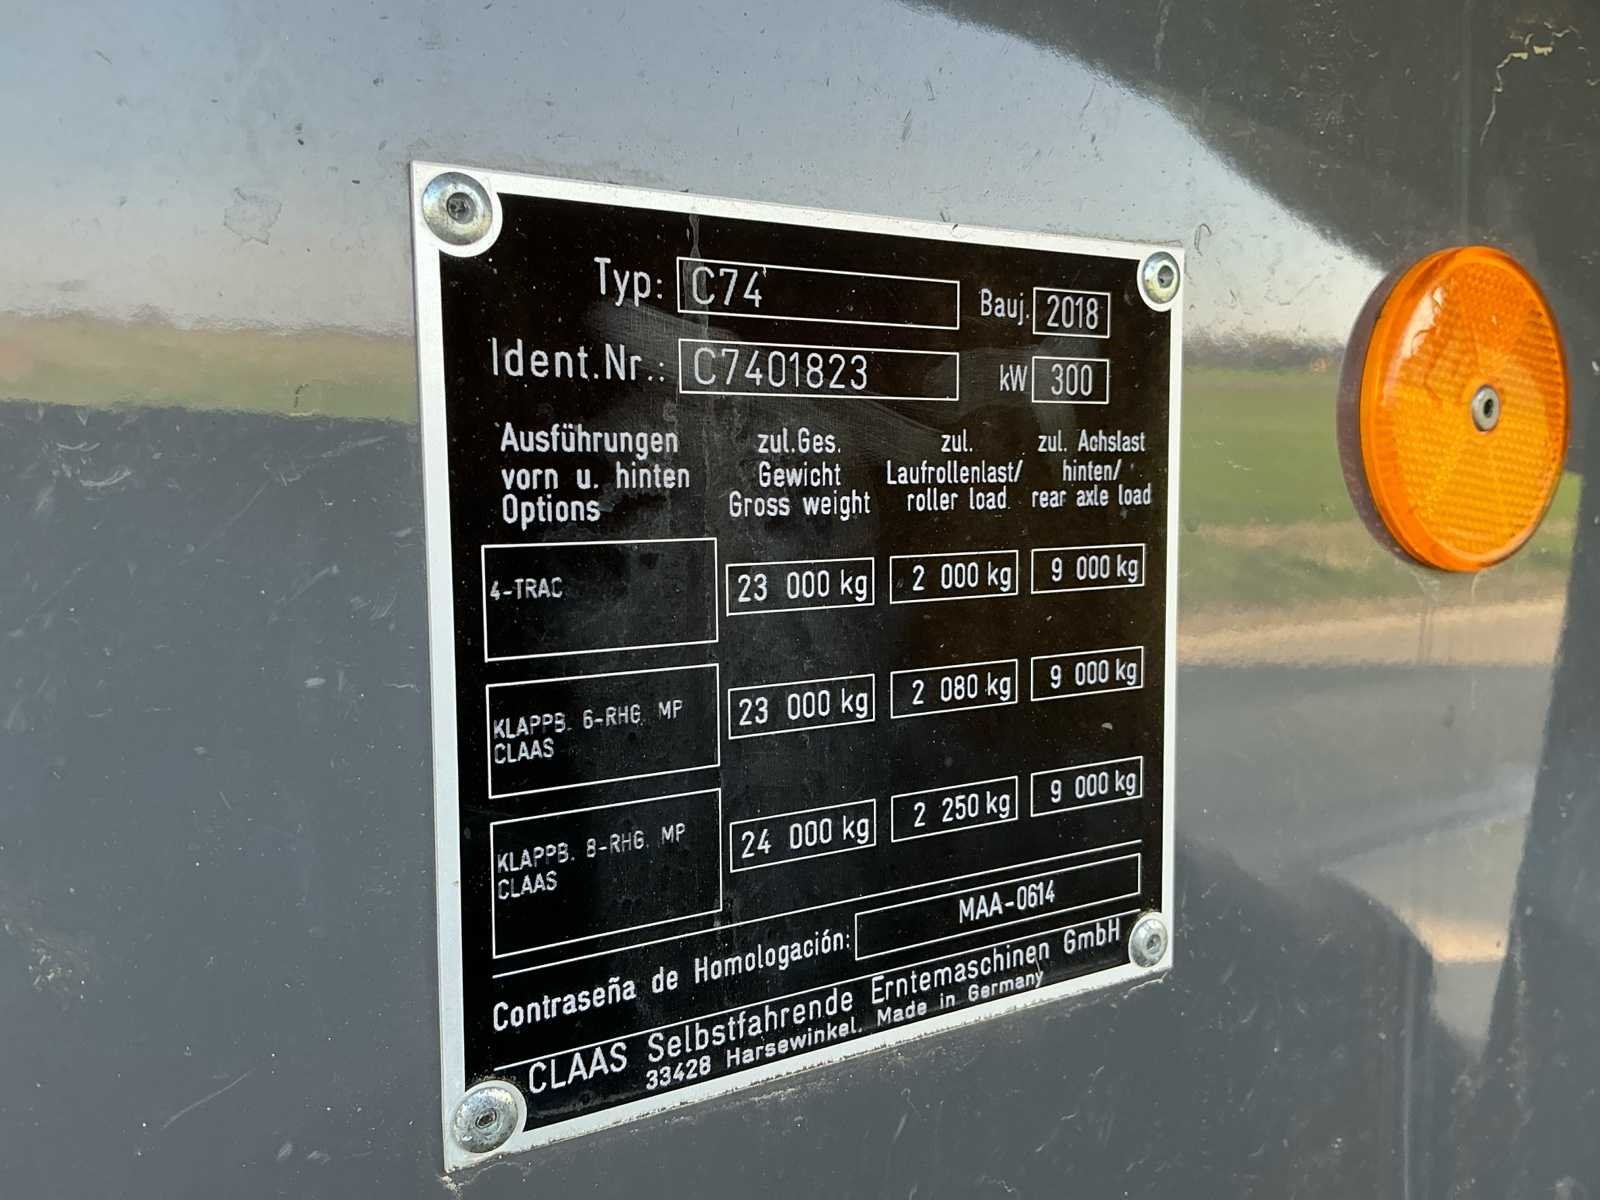 Typ: C74 Bauj. 2018
Ident.Nr.: C7401823 kW 300
Ausführungen zul.Ges. zul. zul. Achslast
vorn u. hinten Gewicht Laufrollenlast/ hinten/
Options Gross weight roller load rear axle load
4-TRAC 23 000 kg 2 000 kg 9 000 kg
KLAPPB. 6-RHG. MP 23 000 kg 2 080 kg 9 000 kg
CLAAS
KLAPPB. 8-RHG. MP 24 000 kg 2 250 kg 9 000 kg
CLAAS
Contraseña de Homologación: MAA-0614
CLAAS Selbstfahrende Erntemaschinen GmbH
33428 Harsewinkel. Made in Germany